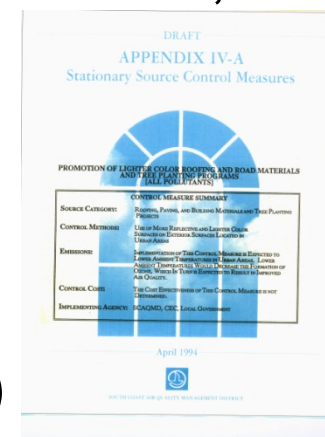 DRAFT
APPENDIX IV-A
Stationary Source Control Measures
PROMOTION OF LIGHTER COLOR ROOFING AND ROAD MATERIALS
AND TREE PLANTING PROGRAMS
[ALL POLLUTANTS]
CONTROL MEASURE SUMMARY
SOURCE CATEGORY: ROOFING, PAVING, AND BUILDING MATERIALS AND TREE PLANTING
PROJECTS
CONTROL METHODS: USE OF MORE REFLECTIVE AND LIGHTER COLOR
SURFACES ON EXTERIOR SURFACES LOCATED IN
URBAN AREAS
EMISSIONS: IMPLEMENTATION OF THIS CONTROL MEASURE IS EXPECTED TO
LOWER AMBIENT TEMPERATURES IN URBAN AREAS. LOWER
AMBIENT TEMPERATURES WOULD DECREASE THE FORMATION OF
OZONE, WHICH IN TURN IS EXPECTED TO RESULT IN IMPROVED
AIR QUALITY.
CONTROL COST: THE COST EFFECTIVENESS OF THIS CONTROL MEASURE IS NOT
DETERMINED.
IMPLEMENTING AGENCY: SCAQMD, CEC, LOCAL GOVERNMENT
April 1994
SOUTH COAST AIR QUALITY MANAGEMENT DISTRICT